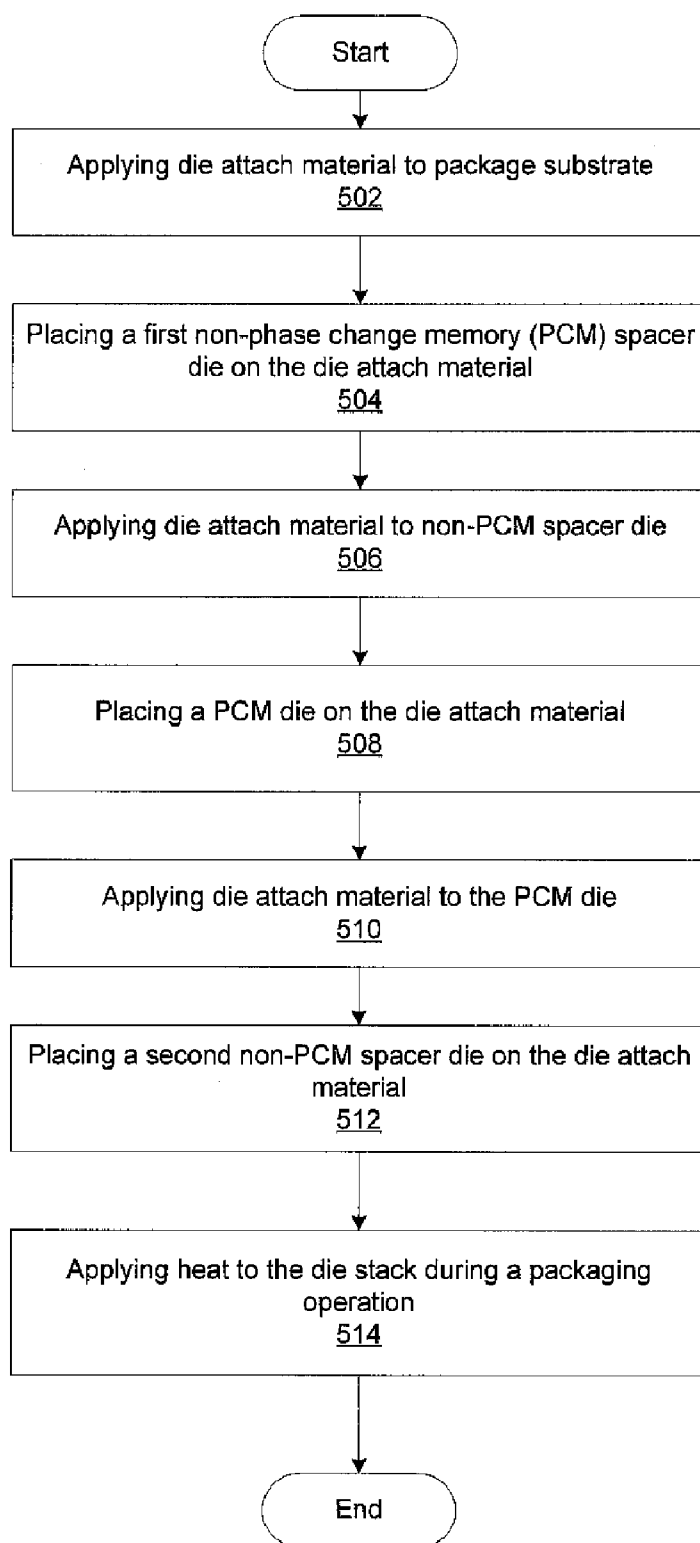 Start
Applying die attach material to package substrate
502
Placing a first non-phase change memory (PCM) spacer
die on the die attach material
504
Applying die attach material to non-PCM spacer die
506
Placing a PCM die on the die attach material
508
Applying die attach material to the PCM die
510
Placing a second non-PCM spacer die on the die attach
material
512
Applying heat to the die stack during a packaging
operation
514
End